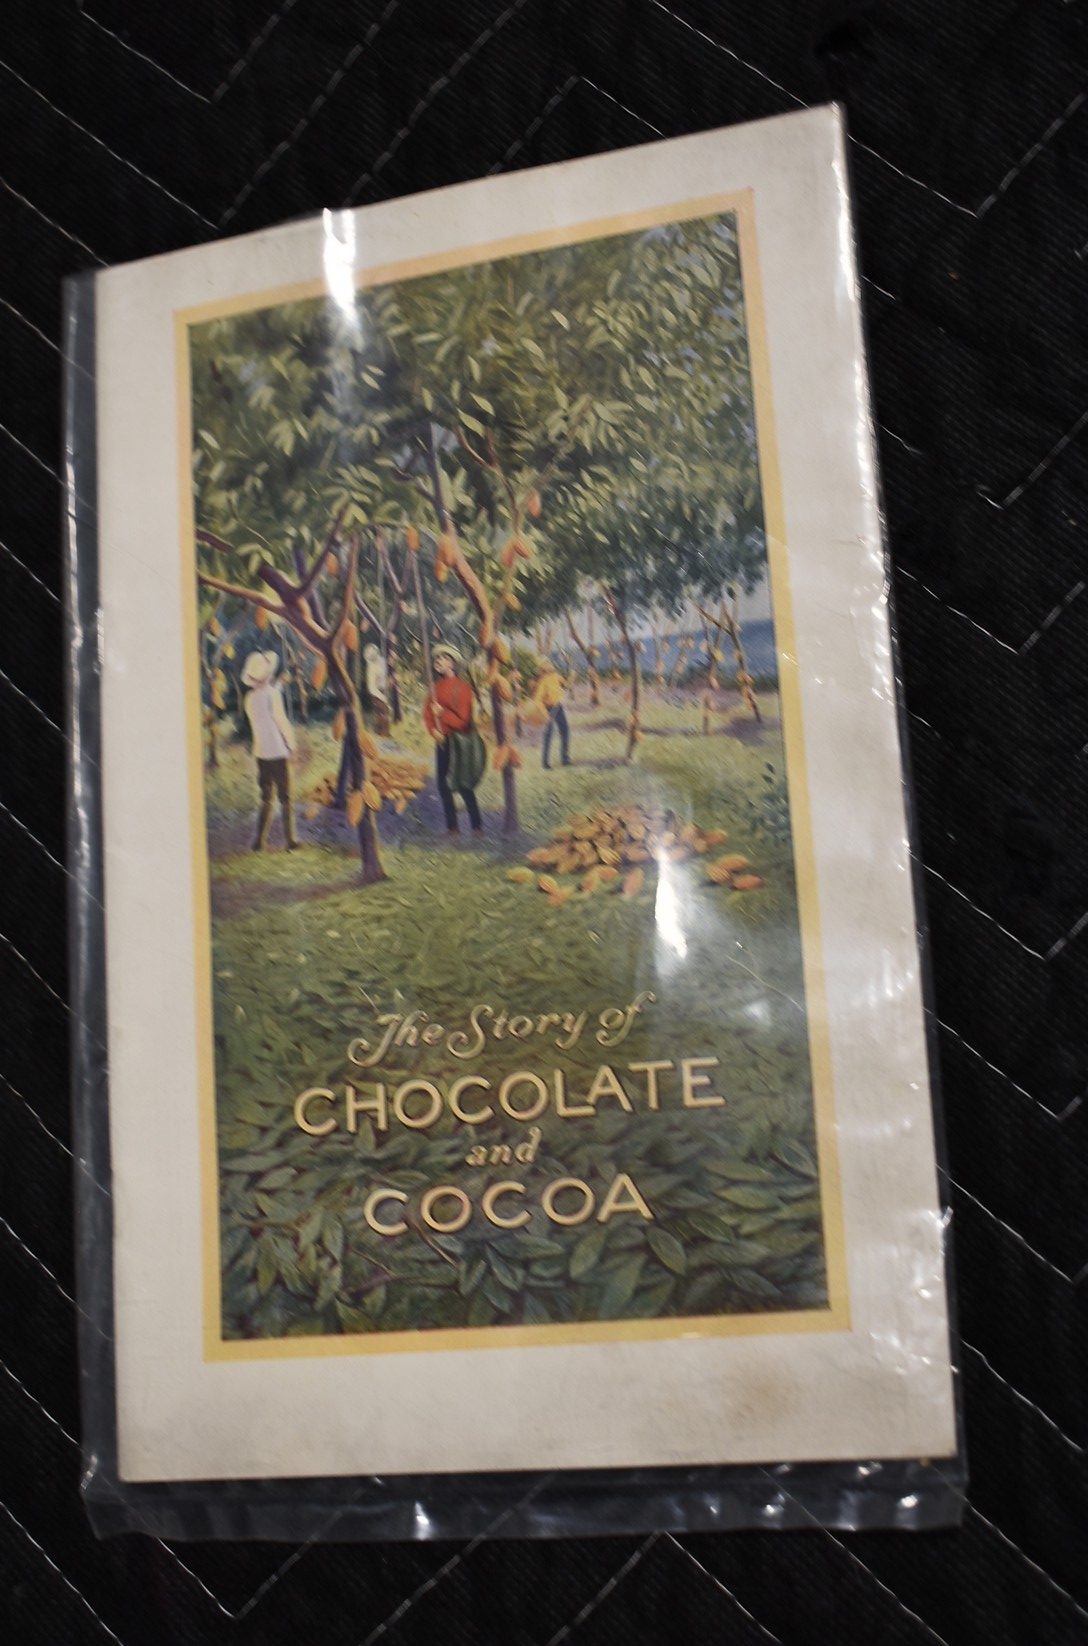 The Story of
CHOCOLATE
and
COCOA